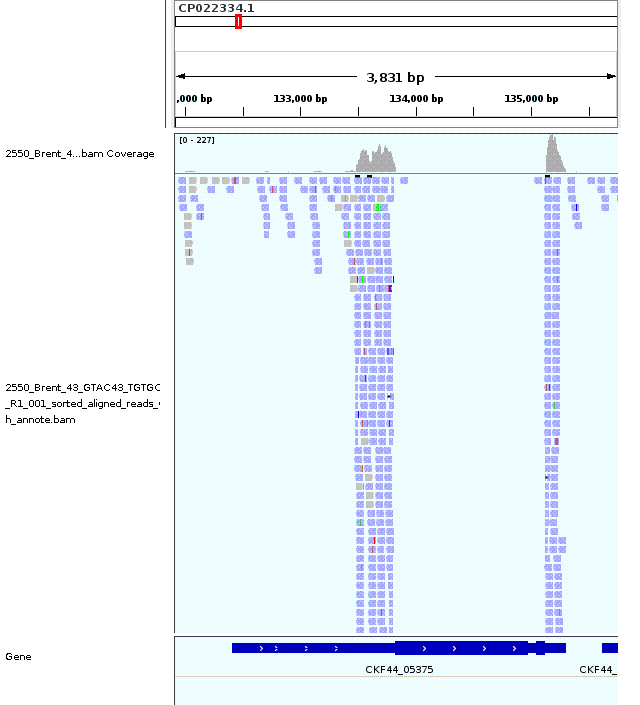 CP022334.1
3,831 bp
,000 bp 133,000 bp 134,000 bp 135,000 bp
[0 - 227]
2550_Brent_4...bam Coverage
2550_Brent_43_GTAC43_TGTGC
_R1_001_sorted_aligned_reads_
h_annote.bam
Gene
CKF44_05375 CKF44_